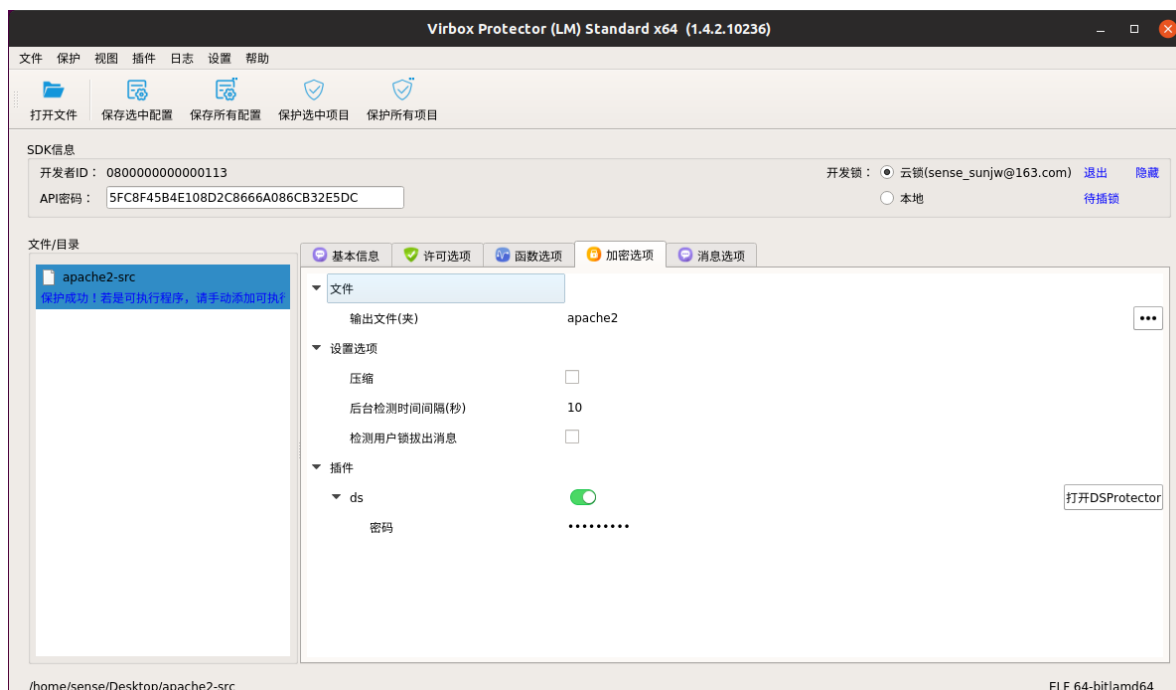 Virbox Protector (LM) Standard x64 (1.4.2.10236)
文件 保护 视图 插件 日志 设置 帮助
打开文件 保存选中配置 保存所有配置 保护选中项目 保护所有项目
SDK信息
开发者ID： 0800000000000113 开发锁： 云锁(sense_sunjw@163.com) 退出 隐藏
API密码： 5FC8F45B4E108D2C8666A086CB32E5DC 本地 待插锁
文件/目录
apache2-src
保护成功！若是可执行程序，请手动添加可执行
基本信息 许可选项 函数选项 加密选项 消息选项
文件
输出文件(夹) apache2 •••
设置选项
压缩
后台检测时间间隔(秒) 10
检测用户锁拔出消息
插件
ds 打开DSProtector
密码 •••••••••
/home/sense/Desktop/apache2-src ELF 64-bit|amd64